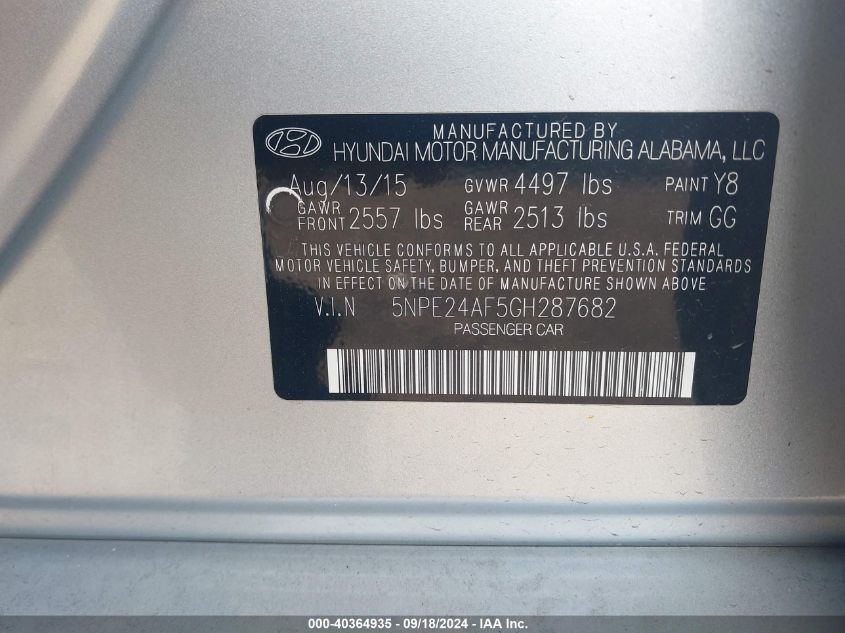 MANUFACTURED BY
HYUNDAI MOTOR MANUFACTURING ALABAMA, LLC
Aug/13/15 GVWR 4497 lbs PAINT Y8
GAWR FRONT 2557 lbs GAWR REAR 2513 lbs TRIM GG
THIS VEHICLE CONFORMS TO ALL APPLICABLE U.S.A. FEDERAL
MOTOR VEHICLE SAFETY, BUMPER, AND THEFT PREVENTION STANDARDS
IN EFFECT ON THE DATE OF MANUFACTURE SHOWN ABOVE.
V.I.N 5NPE24AF5GH287682
PASSENGER CAR
000-40364935 - 09/18/2024 - IAA Inc.